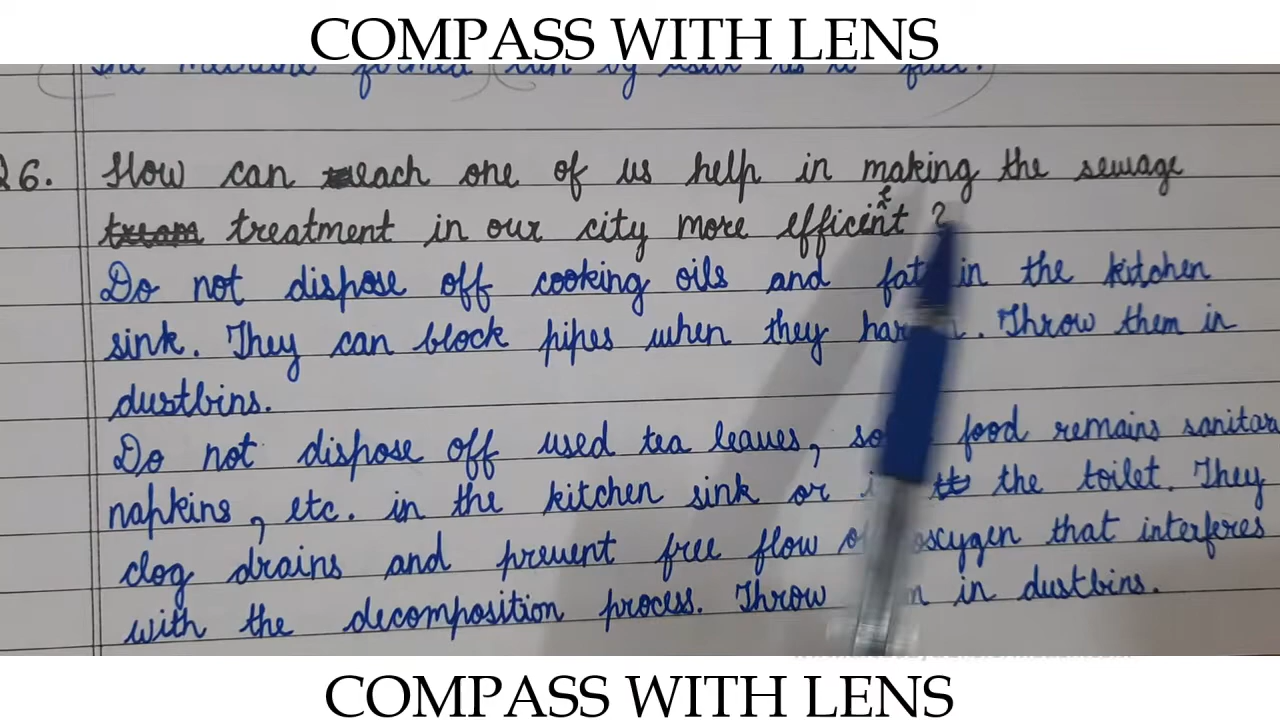 COMPASS WITH LENS
26. How can each one of us help in making the sewage
treatment in our city more efficient ?
Do not dispose off cooking oils and fat in the kitchen
sink. They can block pipes when they har . Throw them in
dustbins.
Do not dispose off used tea leaves, food remains sanitar
napkins, etc. in the kitchen sink or the toilet. They
clog drains and prevent free flow of oxygen that interferes
with the decomposition process. Throw in dustbins.
COMPASS WITH LENS